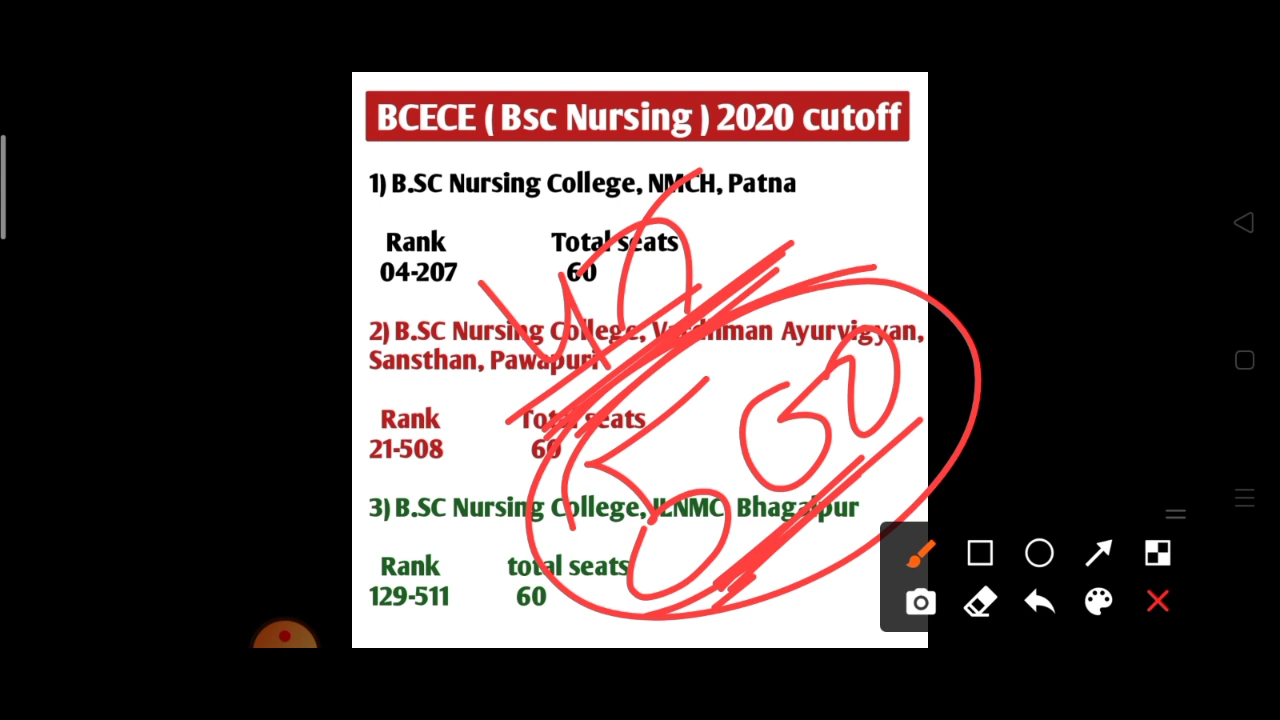 BCECE ( Bsc Nursing ) 2020 cutoff
1) B.SC Nursing College, NMCH, Patna
Rank Total seats
04-207 60
2) B.SC Nursing College, Vardhman Ayurvigyan,
Sansthan, Pawapuri
Rank Total seats
21-508 60
3) B.SC Nursing College, JLNMC, Bhagalpur
Rank total seats
129-511 60